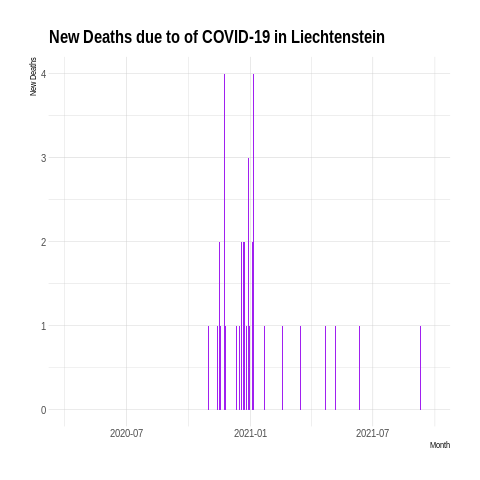 New Deaths due to of COVID-19 in Liechtenstein
New Deaths
4
3
2
1
0
2020-07 2021-01 2021-07
Month